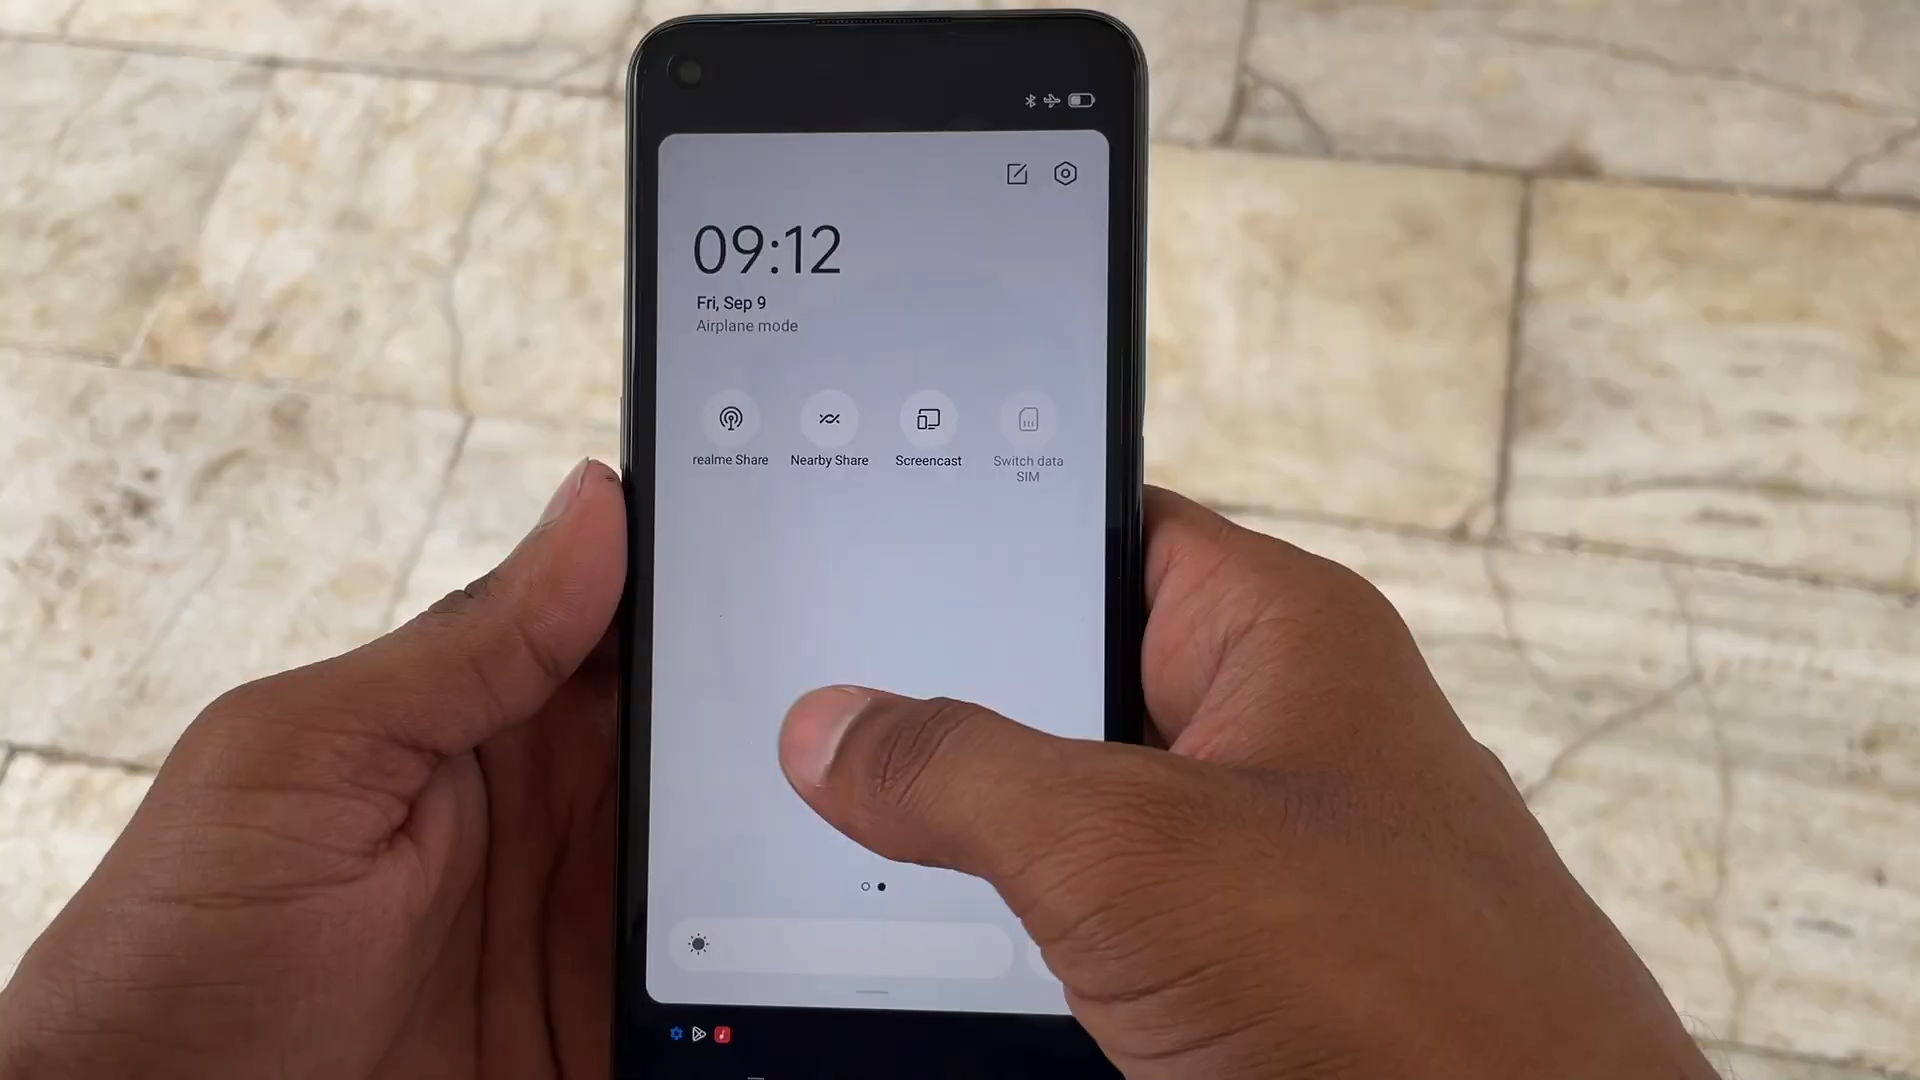 09:12
Fri, Sep 9
Airplane mode
realme Share
Nearby Share
Screencast
Switch data
SIM